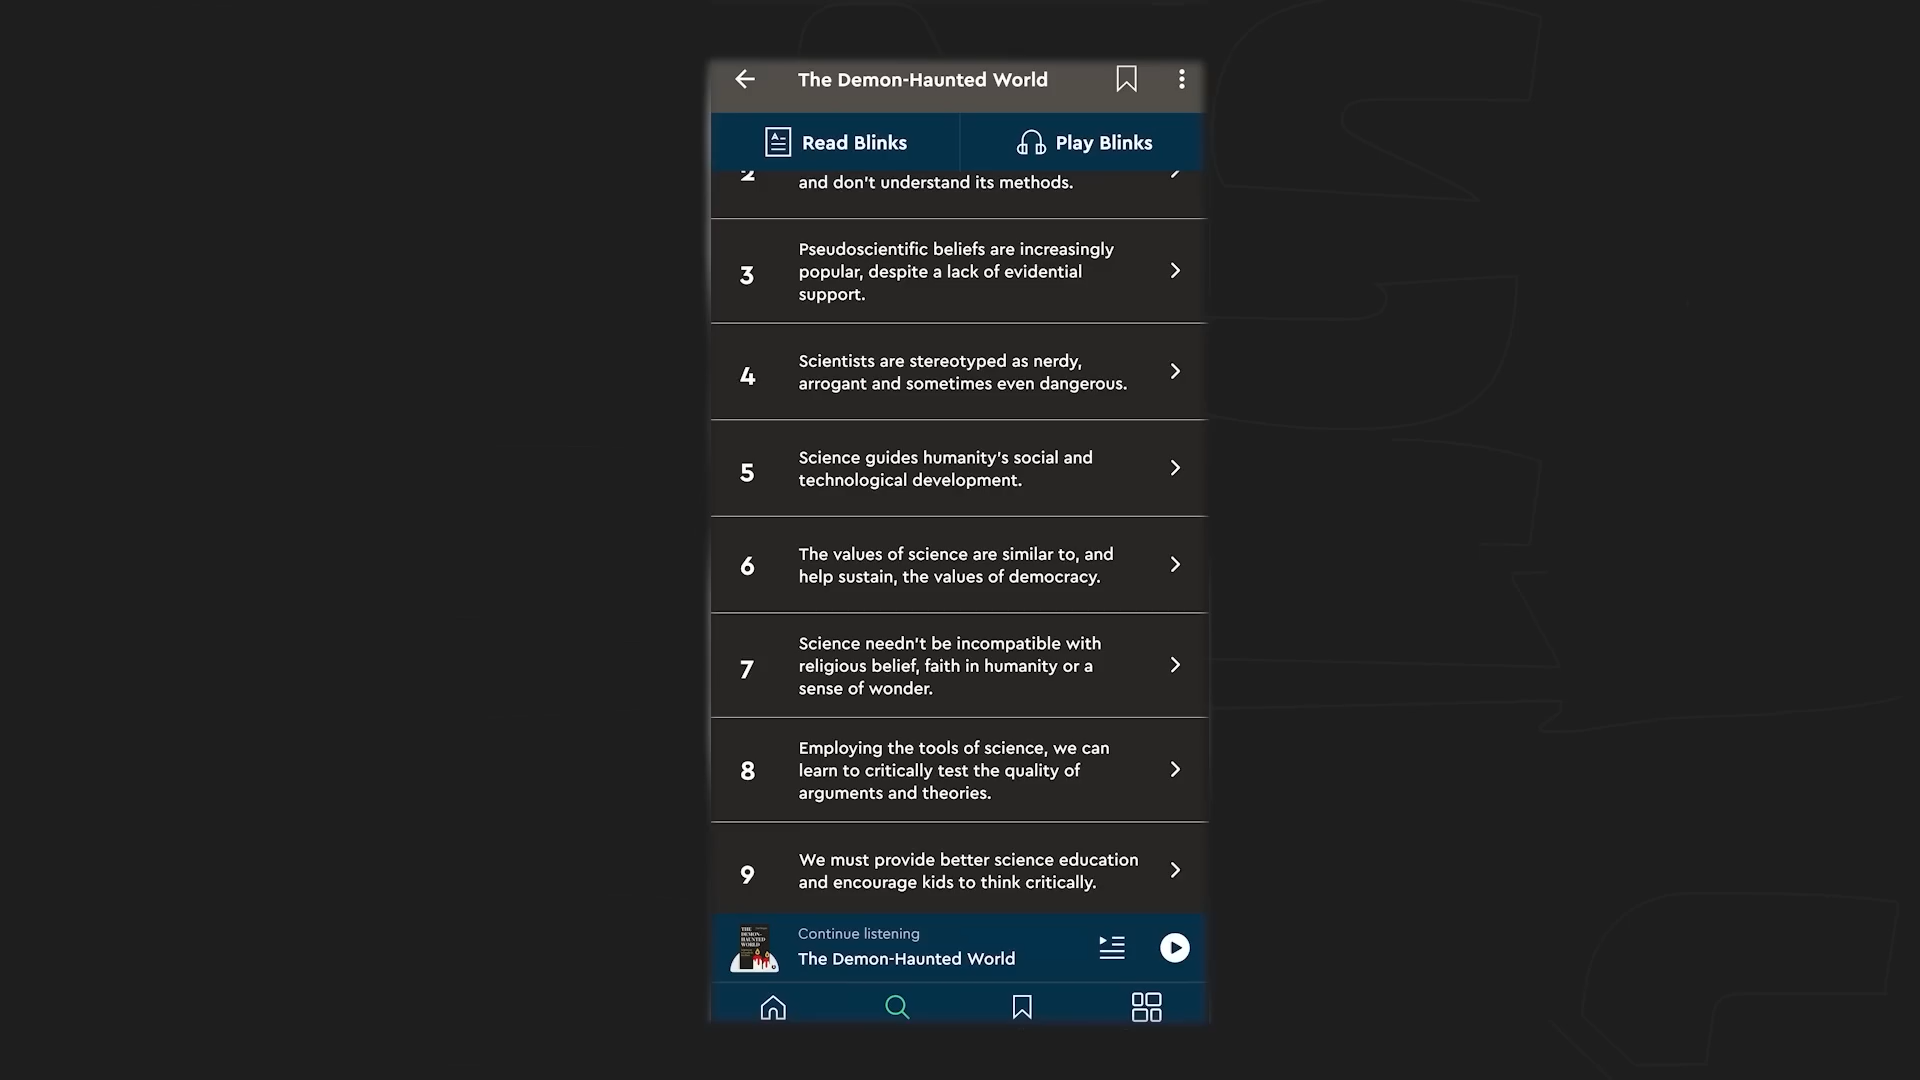 The Demon-Haunted World
Read Blinks
Play Blinks
2
and don't understand its methods.
3
Pseudoscientific beliefs are increasingly
popular, despite a lack of evidential
support.
4
Scientists are stereotyped as nerdy,
arrogant and sometimes even dangerous.
5
Science guides humanity's social and
technological development.
6
The values of science are similar to, and
help sustain, the values of democracy.
7
Science needn't be incompatible with
religious belief, faith in humanity or a
sense of wonder.
8
Employing the tools of science, we can
learn to critically test the quality of
arguments and theories.
9
We must provide better science education
and encourage kids to think critically.
THE
DEMON-
HAUNTED
WORLD
Continue listening
The Demon-Haunted World